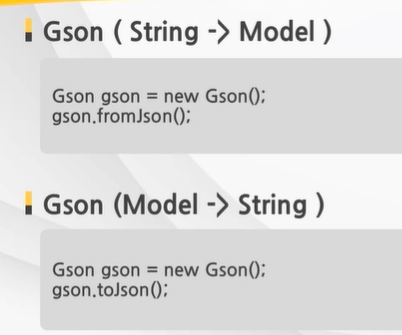 Gson ( String -> Model )
Gson gson = new Gson();
gson.fromJson();
Gson (Model -> String )
Gson gson = new Gson();
gson.toJson();